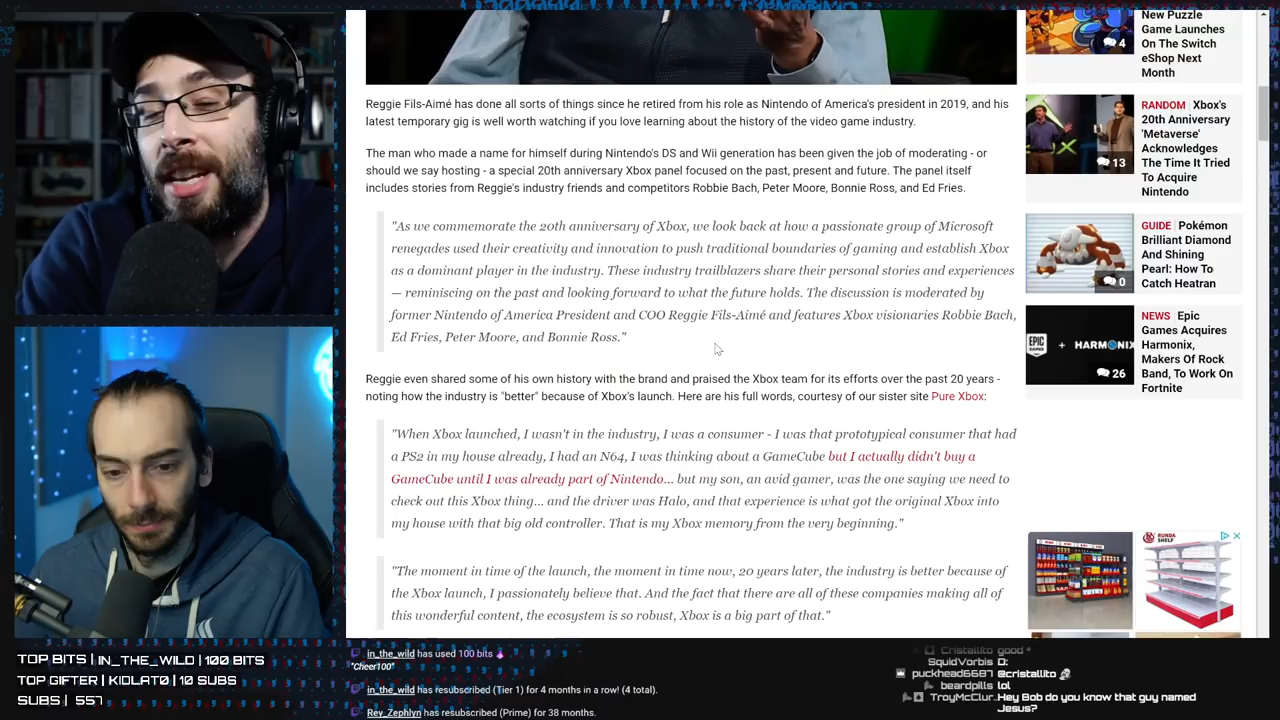 Reggie Fils-Aimé has done all sorts of things since he retired from his role as Nintendo of America's president in 2019, and his
latest temporary gig is well worth watching if you love learning about the history of the video game industry.
The man who made a name for himself during Nintendo's DS and Wii generation has been given the job of moderating - or
should we say hosting - a special 20th anniversary Xbox panel focused on the past, present and future. The panel itself
includes stories from Reggie's industry friends and competitors Robbie Bach, Peter Moore, Bonnie Ross, and Ed Fries.
"As we commemorate the 20th anniversary of Xbox, we look back at how a passionate group of Microsoft
renegades used their creativity and innovation to push traditional boundaries of gaming and establish Xbox
as a dominant player in the industry. These industry trailblazers share their personal stories and experiences
— reminiscing on the past and looking forward to what the future holds. The discussion is moderated by
former Nintendo of America President and COO Reggie Fils-Aimé and features Xbox visionaries Robbie Bach,
Ed Fries, Peter Moore, and Bonnie Ross."
Reggie even shared some of his own history with the brand and praised the Xbox team for its efforts over the past 20 years -
noting how the industry is "better" because of Xbox's launch. Here are his full words, courtesy of our sister site Pure Xbox:
"When Xbox launched, I wasn't in the industry, I was a consumer - I was that prototypical consumer that had
a PS2 in my house already, I had an N64, I was thinking about a GameCube but I actually didn't buy a
GameCube until I was already part of Nintendo... but my son, an avid gamer, was the one saying we need to
check out this Xbox thing... and the driver was Halo, and that experience is what got the original Xbox into
my house with that big old controller. That is my Xbox memory from the very beginning."
"The moment in time of the launch, the moment in time now, 20 years later, the industry is better because of
the Xbox launch, I passionately believe that. And the fact that there are all of these companies making all of
this wonderful content, the ecosystem is so robust, Xbox is a big part of that."
New Puzzle
Game Launches
On The Switch
eShop Next
Month
4
RANDOM Xbox's
20th Anniversary
'Metaverse'
Acknowledges
The Time It Tried
To Acquire
Nintendo
13
GUIDE Pokémon
Brilliant Diamond
And Shining
Pearl: How To
Catch Heatran
0
NEWS Epic
Games Acquires
Harmonix,
Makers Of Rock
Band, To Work On
Fortnite
EPIC GAMES + HARMONIX
26
RUNDA
SHELF
TOP BITS | IN_THE_WILD | 100 BITS
TOP GIFTER | KIDLAT0 | 10 SUBS
SUBS | 557
in_the_wild has used 100 bits
"Cheer100"
in_the_wild has resubscribed (Tier 1) for 4 months in a row! (4 total).
Rev_Zephlyn has resubscribed (Prime) for 38 months.
Cristallito good
SquidVorbis D:
puckhead6687 @cristallito
beardpills lol
TroyMcClur.. Hey Bob do you know that guy named
Jesus?